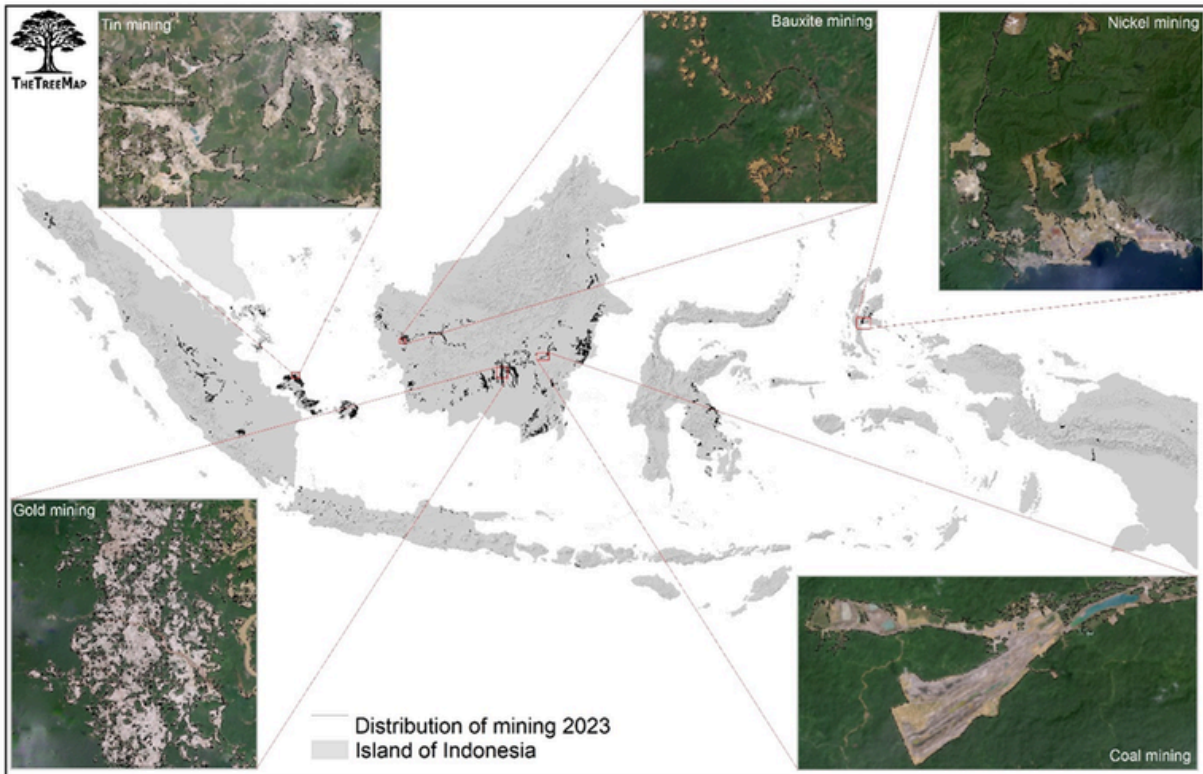 THETREEMAP
Tin mining
Bauxite mining
Nickel mining
Gold mining
Distribution of mining 2023
Island of Indonesia
Coal mining